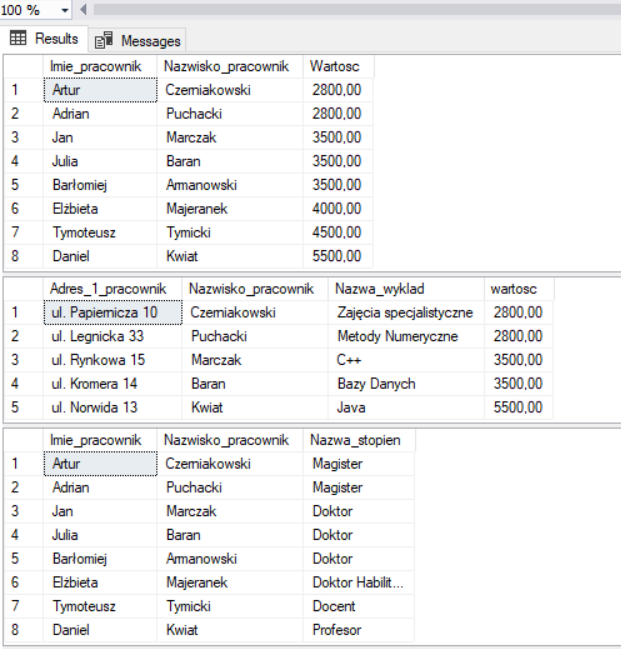 100 %
Results Messages
Imie_pracownik Nazwisko_pracownik Wartosc
1 Artur Czerniakowski 2800,00
2 Adrian Puchacki 2800,00
3 Jan Marczak 3500,00
4 Julia Baran 3500,00
5 Barłomiej Armanowski 3500,00
6 Elżbieta Majeranek 4000,00
7 Tymoteusz Tymicki 4500,00
8 Daniel Kwiat 5500,00
Adres_1_pracownik Nazwisko_pracownik Nazwa_wyklad wartosc
1 ul. Papiernicza 10 Czerniakowski Zajęcia specjalistyczne 2800,00
2 ul. Legnicka 33 Puchacki Metody Numeryczne 2800,00
3 ul. Rynkowa 15 Marczak C++ 3500,00
4 ul. Kromera 14 Baran Bazy Danych 3500,00
5 ul. Norwida 13 Kwiat Java 5500,00
Imie_pracownik Nazwisko_pracownik Nazwa_stopien
1 Artur Czerniakowski Magister
2 Adrian Puchacki Magister
3 Jan Marczak Doktor
4 Julia Baran Doktor
5 Barłomiej Armanowski Doktor
6 Elżbieta Majeranek Doktor Habilit...
7 Tymoteusz Tymicki Docent
8 Daniel Kwiat Profesor